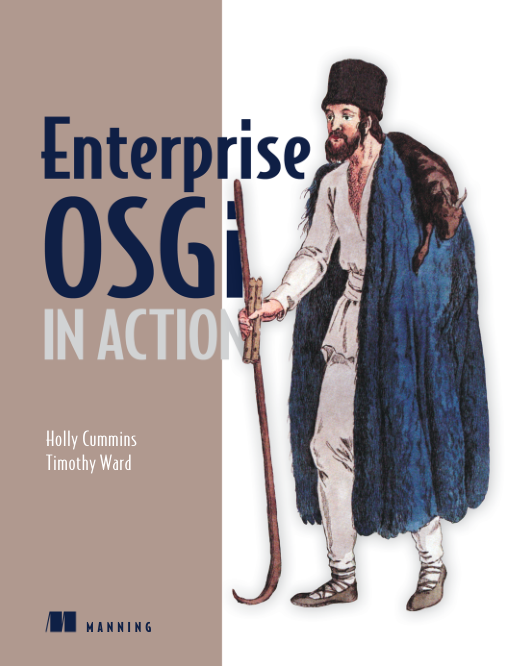 Enterprise
OSGi
IN ACTION
Holly Cummins
Timothy Ward
MANNING